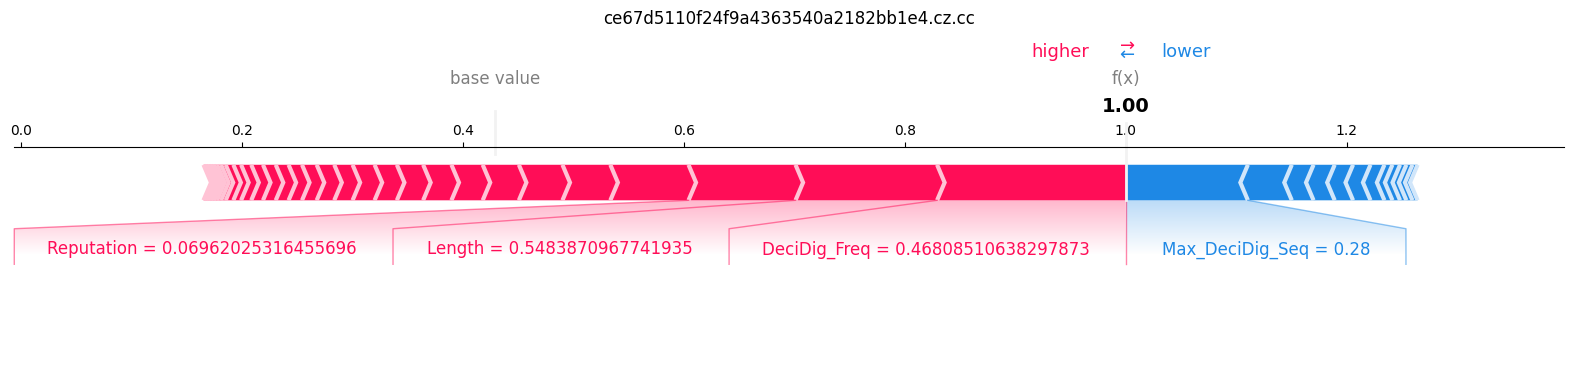 ce67d5110f24f9a4363540a2182bb1e4.cz.cc
higher ⇄ lower
base value f(x)
1.00
0.0 0.2 0.4 0.6 0.8 1.0 1.2
Reputation = 0.06962025316455696 Length = 0.5483870967741935 DeciDig_Freq = 0.46808510638297873 Max_DeciDig_Seq = 0.28